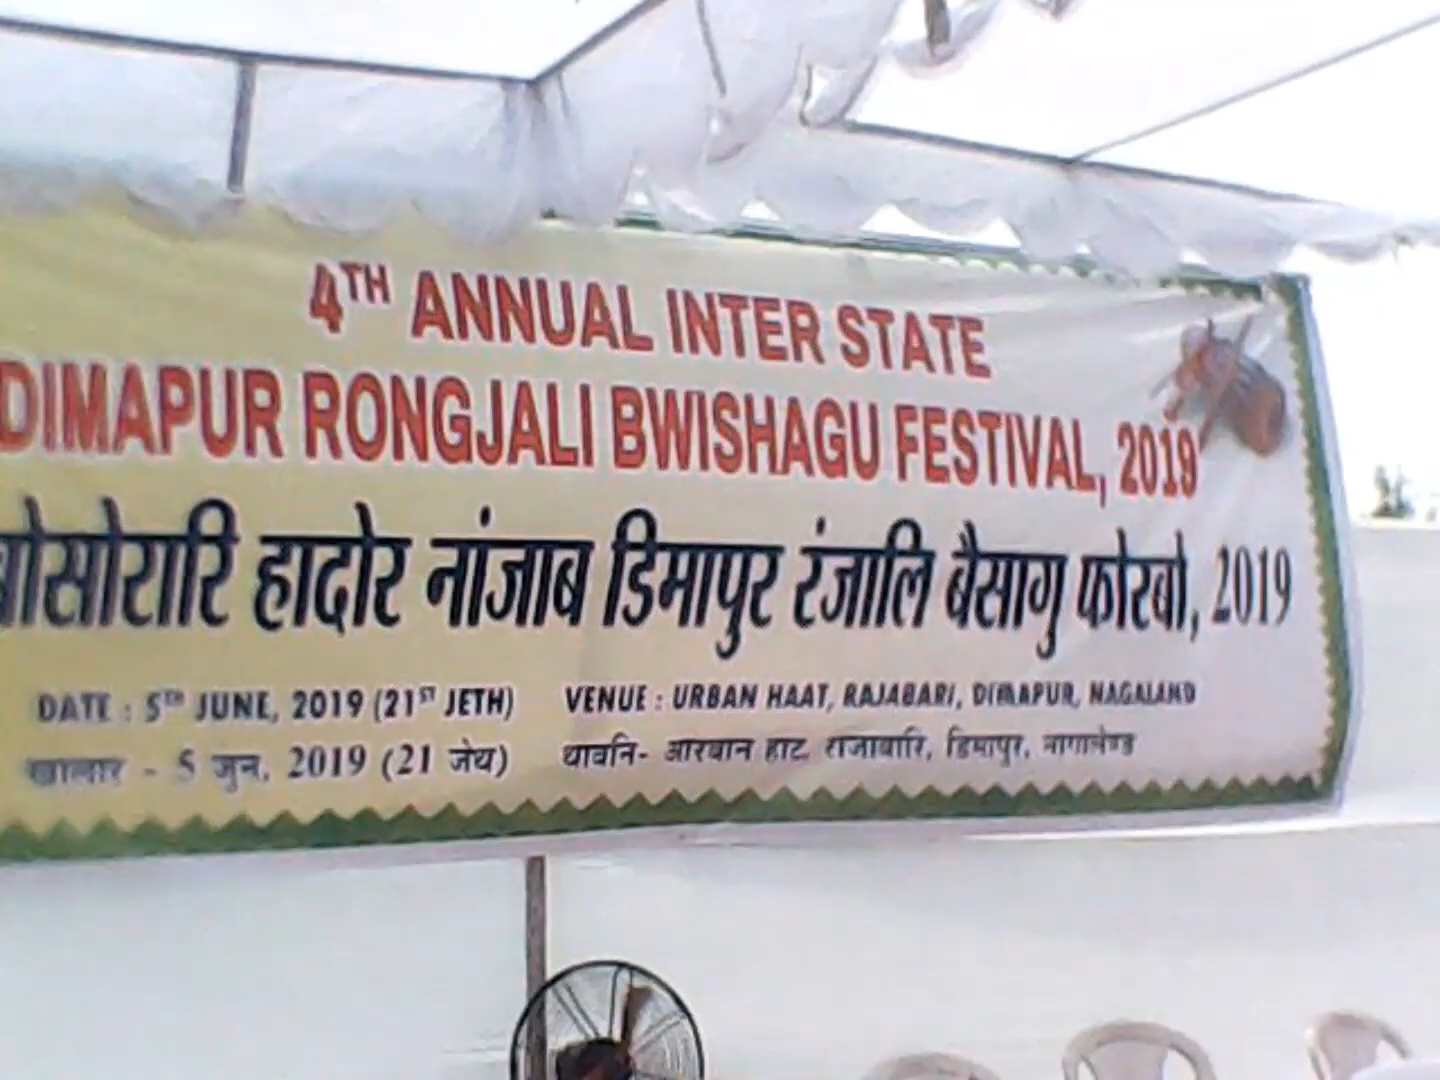 4TH ANNUAL INTER STATE
DIMAPUR RONGJALI BWISHAGU FESTIVAL, 2019
बोसोरारि हादोर नांजाब डिमापुर रंजालि बैसागु फोरबो, 2019
DATE : 5TH JUNE, 2019 (21ST JETH) VENUE : URBAN HAAT, RAJABARI, DIMAPUR, NAGALAND
खालार - 5 जुन, 2019 (21 जेथ) थावनि- आरबान हाट, राजाबारि, डिमापुर, नागालेण्ड